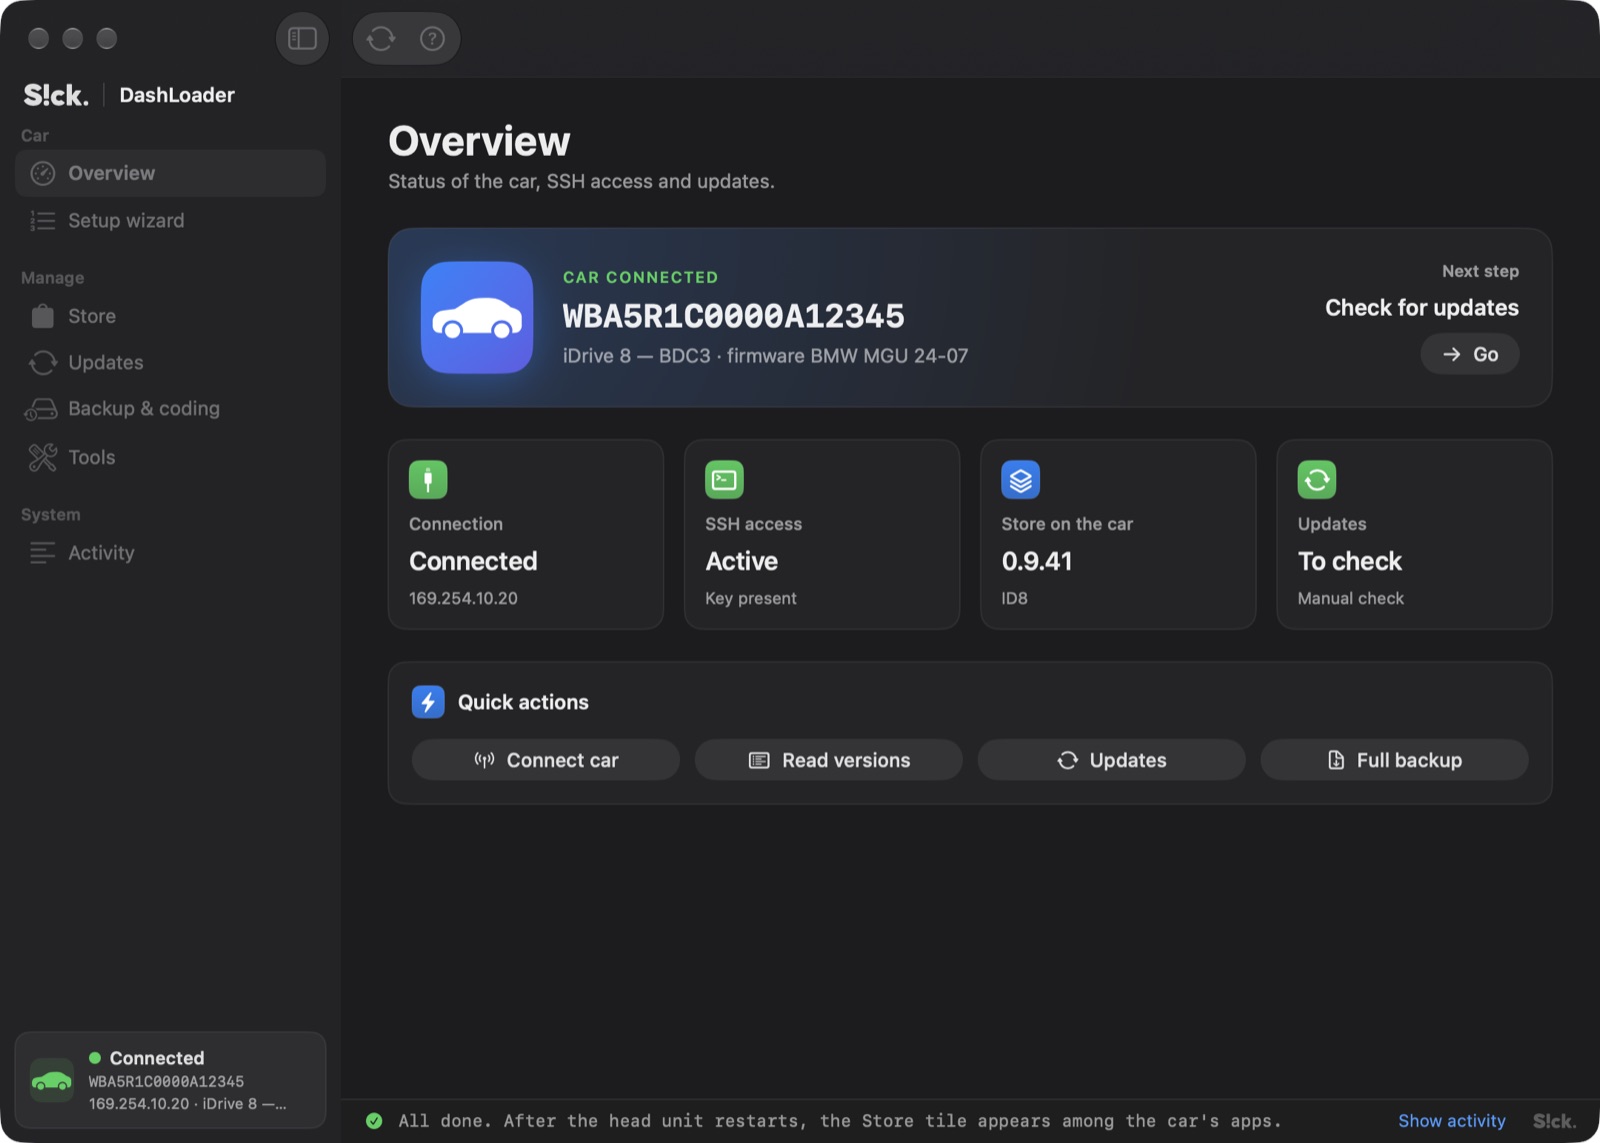 S!ck. DashLoader
Car
Overview
Setup wizard
Manage
Store
Updates
Backup & coding
Tools
System
Activity
Connected
WBA5R1C0000A12345
169.254.10.20 · iDrive 8 —...
Overview
Status of the car, SSH access and updates.
CAR CONNECTED
WBA5R1C0000A12345
iDrive 8 — BDC3 · firmware BMW MGU 24-07
Next step
Check for updates
Go
Connection
Connected
169.254.10.20
SSH access
Active
Key present
Store on the car
0.9.41
ID8
Updates
To check
Manual check
Quick actions
Connect car
Read versions
Updates
Full backup
All done. After the head unit restarts, the Store tile appears among the car's apps.
Show activity
S!ck.